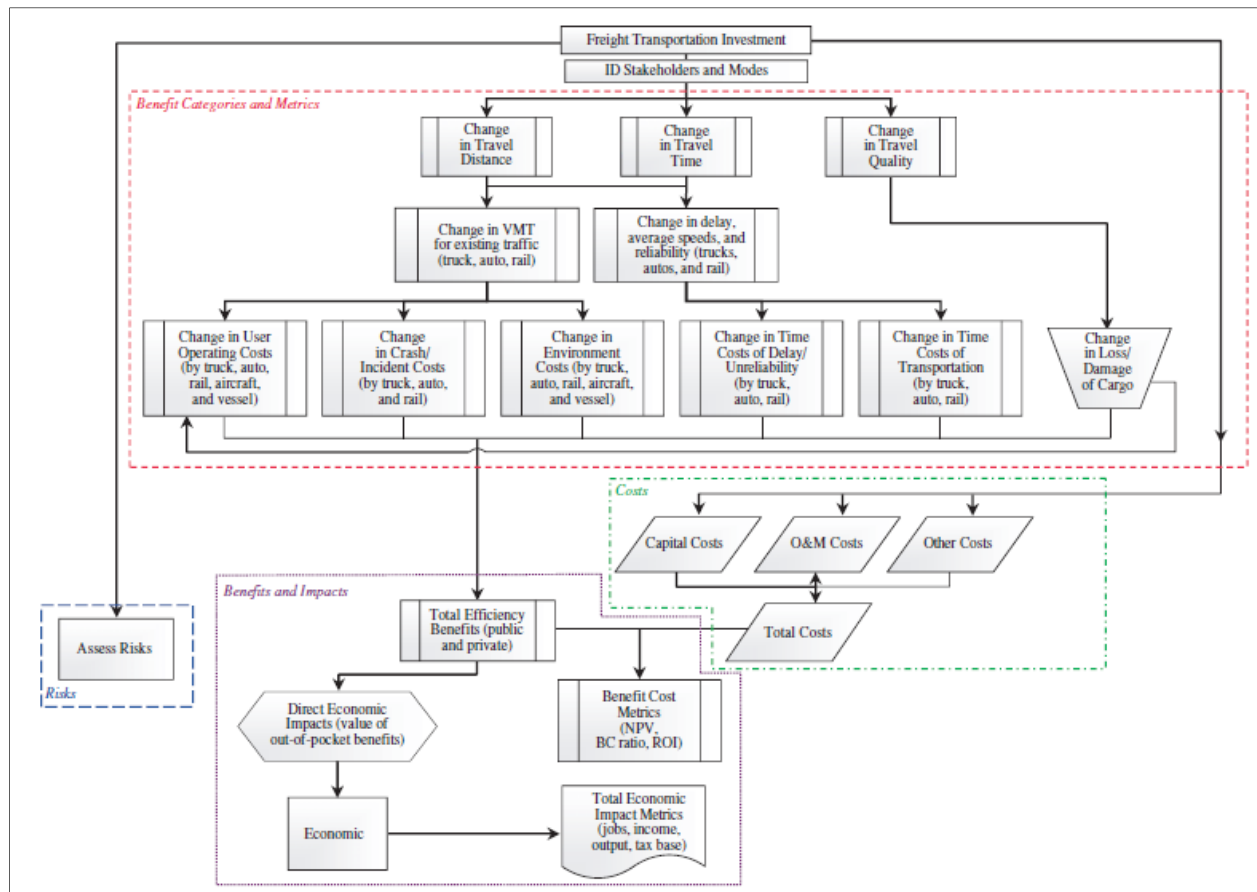 Freight Transportation Investment
ID Stakeholders and Modes
Benefit Categories and Metrics
Change
in Travel
Distance
Change
in Travel
Time
Change
in Travel
Quality
Change in VMT
for existing traffic
(truck, auto, rail)
Change in delay,
average speeds, and
reliability (trucks,
autos, and rail)
Change in User
Operating Costs
(by truck, auto,
rail, aircraft,
and vessel)
Change
in Crash/
Incident Costs
(by truck, auto,
and rail)
Change in
Environment
Costs (by truck,
auto, rail, aircraft,
and vessel)
Change in Time
Costs of Delay/
Unreliability
(by truck,
auto, rail)
Change in Time
Costs of
Transportation
(by truck,
auto, rail)
Change
in Loss/
Damage
of Cargo
Costs
Capital Costs
O&M Costs
Other Costs
Total Costs
Benefits and Impacts
Total Efficiency
Benefits (public
and private)
Assess Risks
Risks
Direct Economic
Impacts (value of
out-of-pocket benefits)
Benefit Cost
Metrics
(NPV,
BC ratio, ROI)
Economic
Total Economic
Impact Metrics
(jobs, income,
output, tax base)